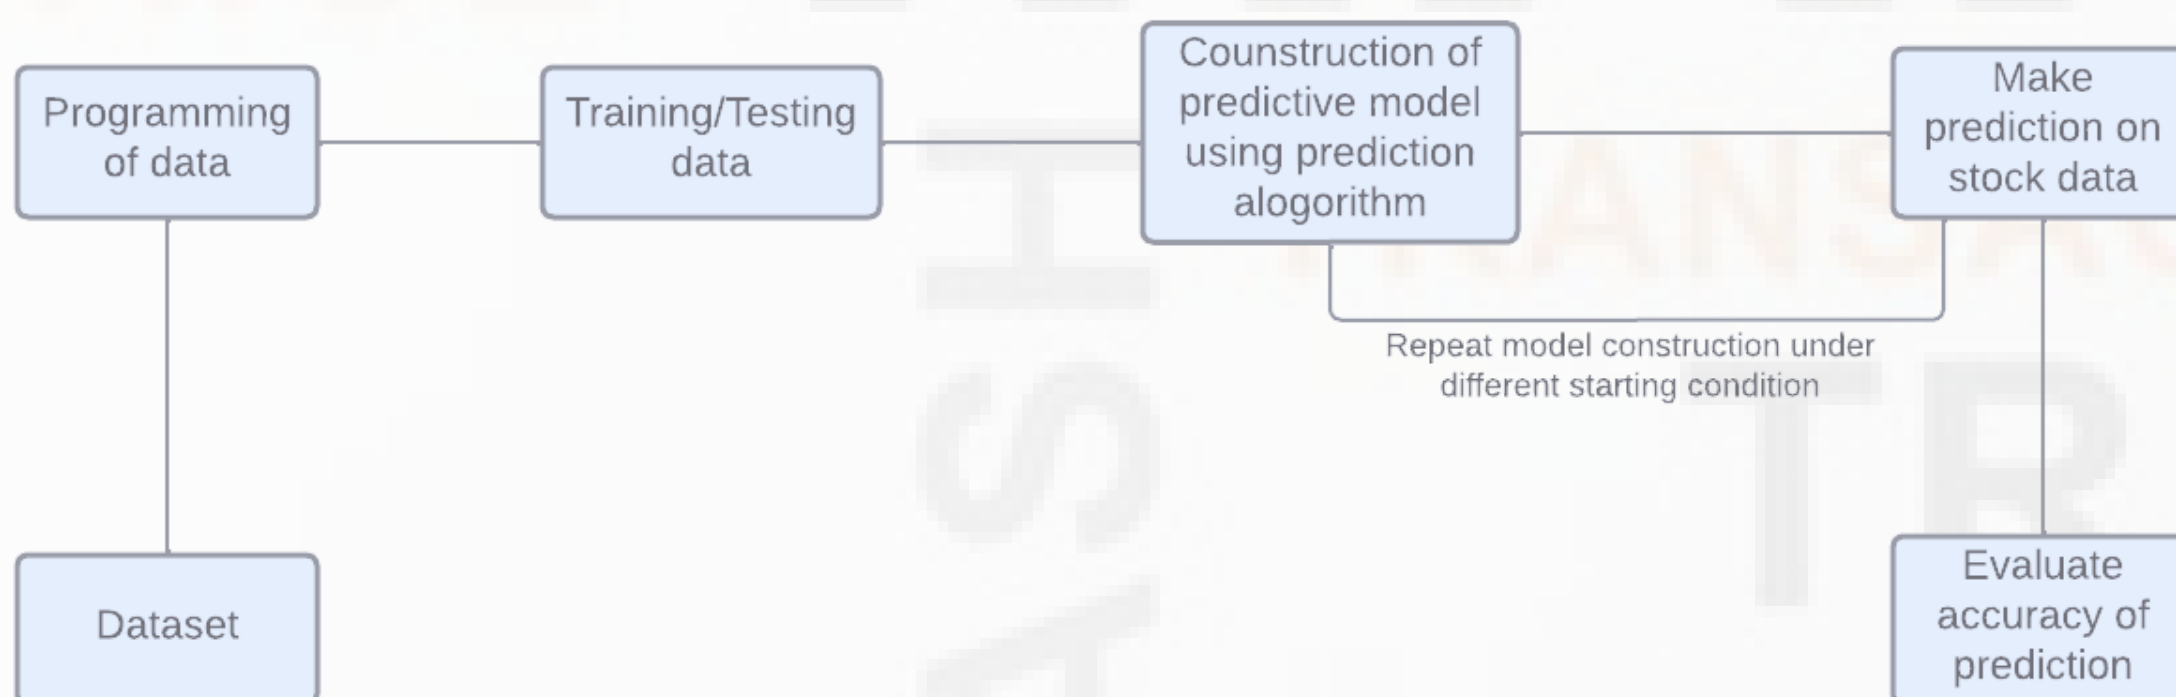 Programming
of data
Training/Testing
data
Counstruction of
predictive model
using prediction
alogorithm
Make
prediction on
stock data
Repeat model construction under
different starting condition
Dataset
Evaluate
accuracy of
prediction